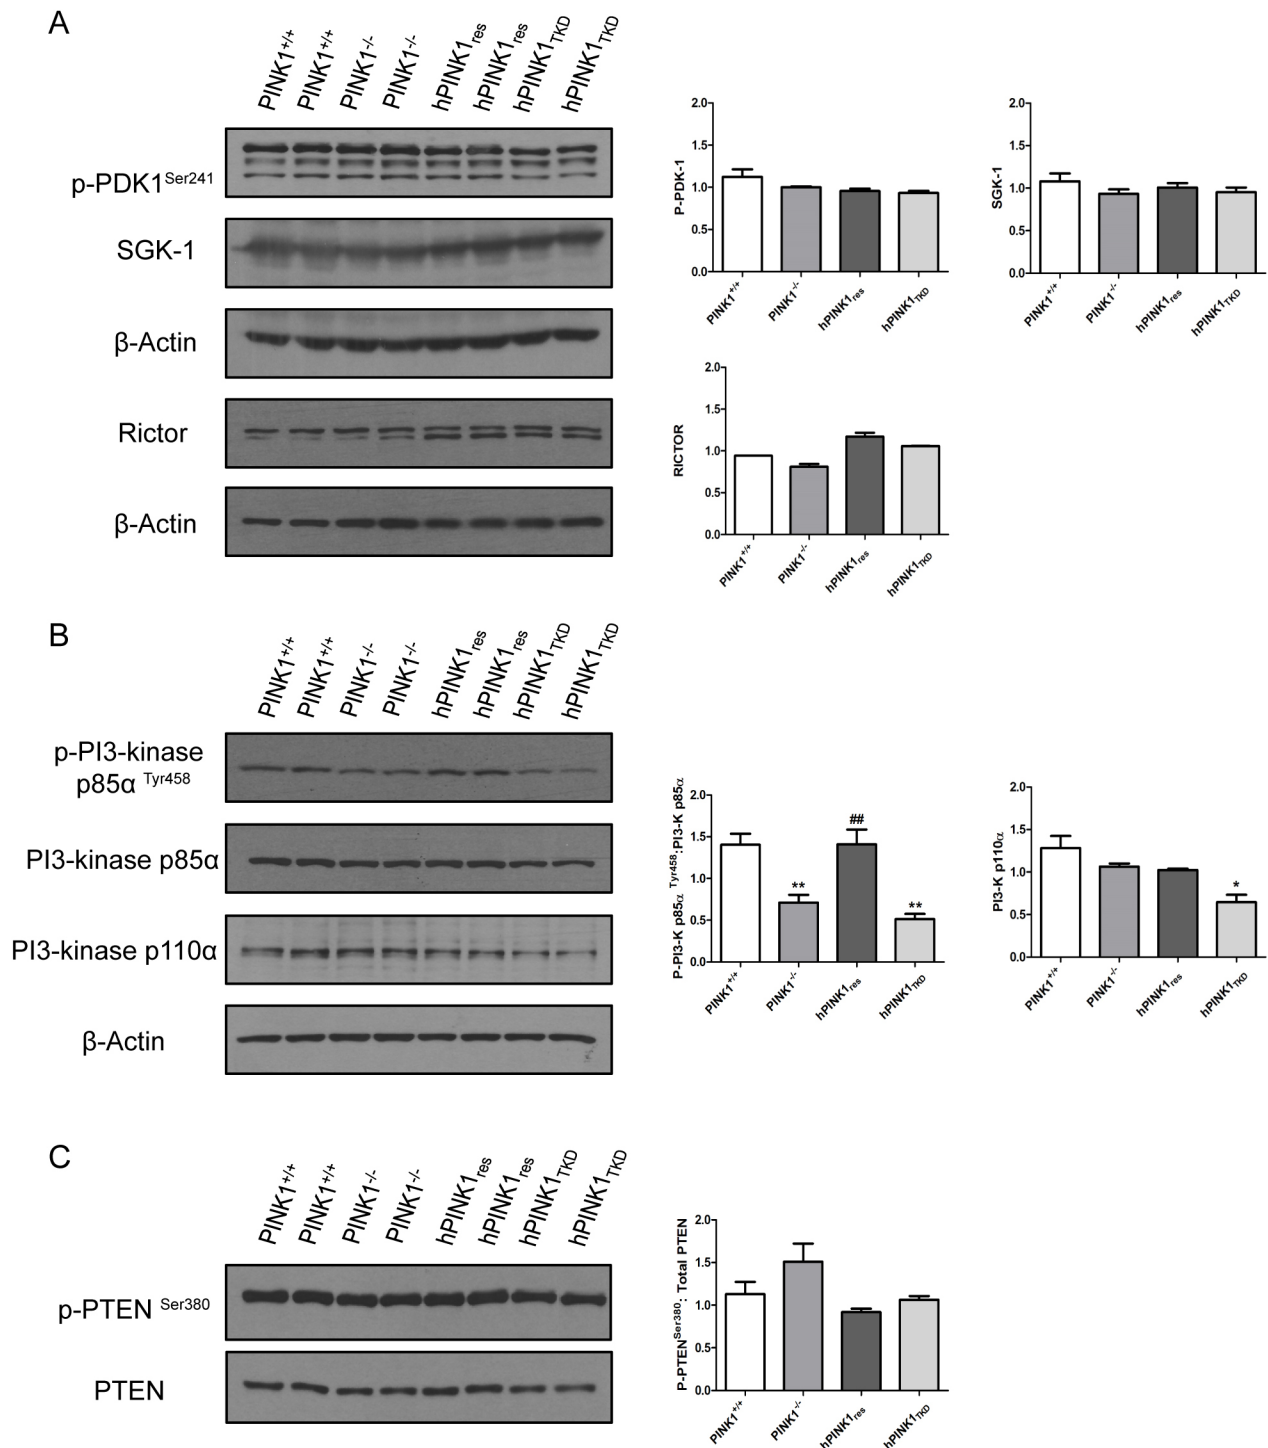 A
PINK1+/+ PINK1+/+ PINK1-/- PINK1-/- hPINK1res hPINK1res hPINK1TKD hPINK1TKD
p-PDK1Ser241
SGK-1
β-Actin
Rictor
β-Actin
P-PDK-1
2.0
1.5
1.0
0.5
0.0
PINK1+/+ PINK1-/- hPINK1res hPINK1TKD
SGK-1
2.0
1.5
1.0
0.5
0.0
PINK1+/+ PINK1-/- hPINK1res hPINK1TKD
RICTOR
2.0
1.5
1.0
0.5
0.0
PINK1+/+ PINK1-/- hPINK1res hPINK1TKD
B
PINK1+/+ PINK1+/+ PINK1-/- PINK1-/- hPINK1res hPINK1res hPINK1TKD hPINK1TKD
p-PI3-kinase
p85α Tyr458
PI3-kinase p85α
PI3-kinase p110α
β-Actin
P-PI3-K p85α Tyr458:PI3-K p85α
2.0
1.5
1.0
0.5
0.0
** ## **
PINK1+/+ PINK1-/- hPINK1res hPINK1TKD
PI3-K p110α
2.0
1.5
1.0
0.5
0.0
*
PINK1+/+ PINK1-/- hPINK1res hPINK1TKD
C
PINK1+/+ PINK1+/+ PINK1-/- PINK1-/- hPINK1res hPINK1res hPINK1TKD hPINK1TKD
p-PTEN Ser380
PTEN
P-PTENSer380: Total PTEN
2.0
1.5
1.0
0.5
0.0
PINK1+/+ PINK1-/- hPINK1res hPINK1TKD